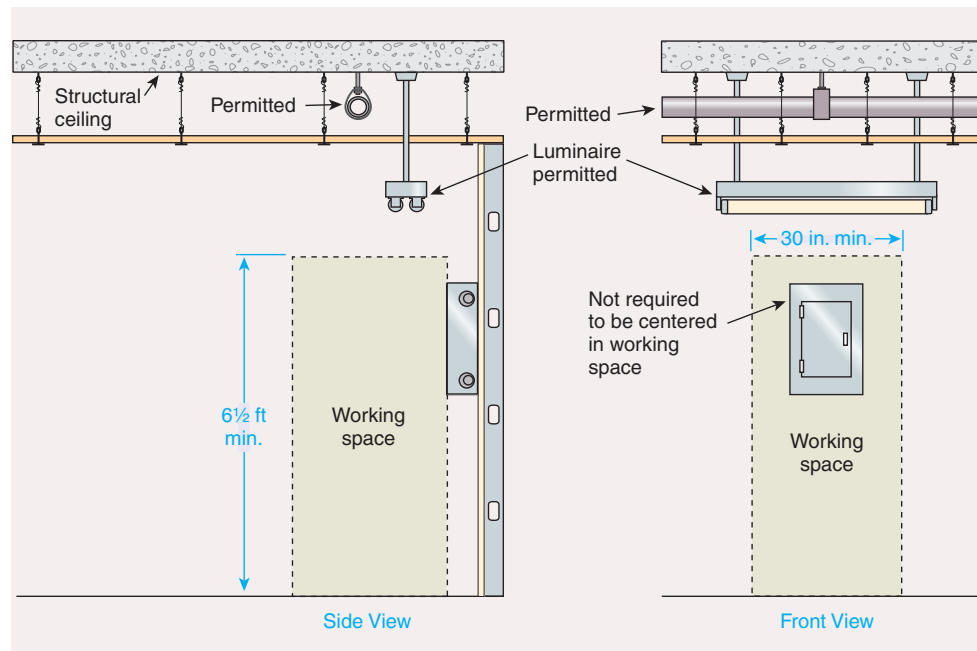 Structural
ceiling
Permitted
Permitted
Luminaire
permitted
30 in. min.
Not required
to be centered
in working
space
6½ ft
min.
Working
space
Working
space
Side View
Front View